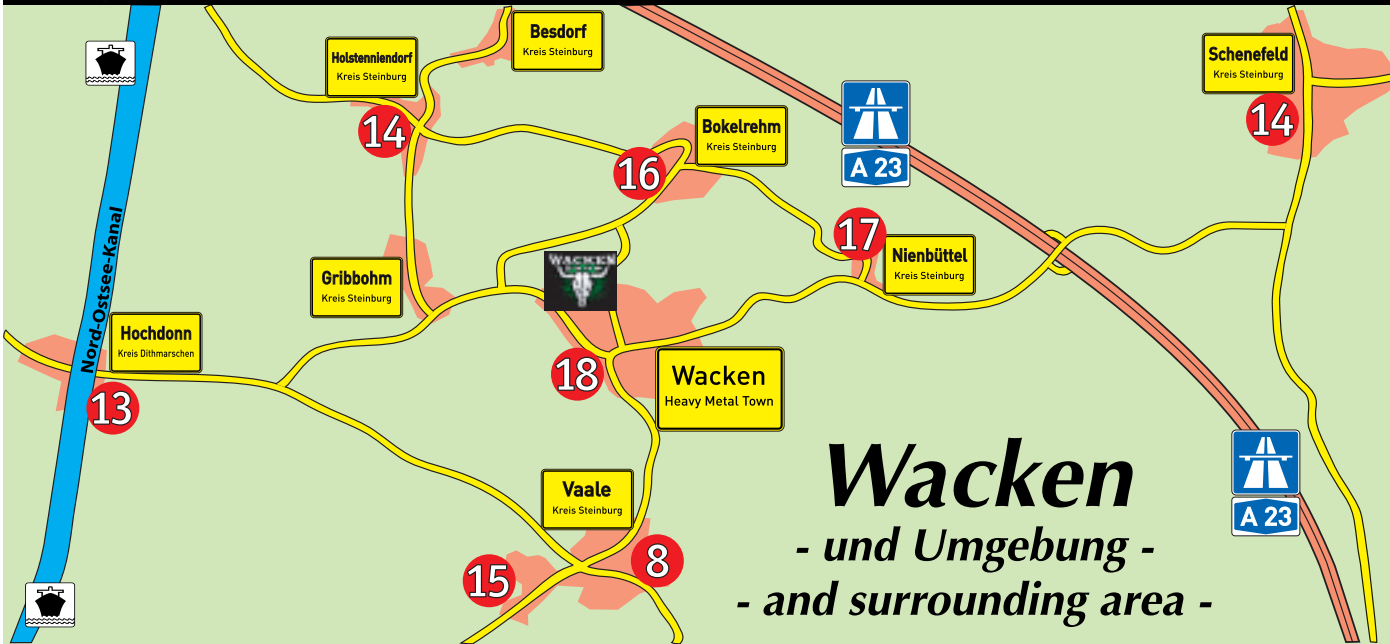 Besdorf
Kreis Steinburg
Holstenniendorf
Kreis Steinburg
Schenefeld
Kreis Steinburg
14
14
Bokelrehm
Kreis Steinburg
16
A 23
17
Nienbüttel
Kreis Steinburg
Nord-Ostsee-Kanal
Gribbohm
Kreis Steinburg
WACKEN
Hochdonn
Kreis Dithmarschen
13
18
Wacken
Heavy Metal Town
Vaale
Kreis Steinburg
15
8
A 23
Wacken
- und Umgebung -
- and surrounding area -